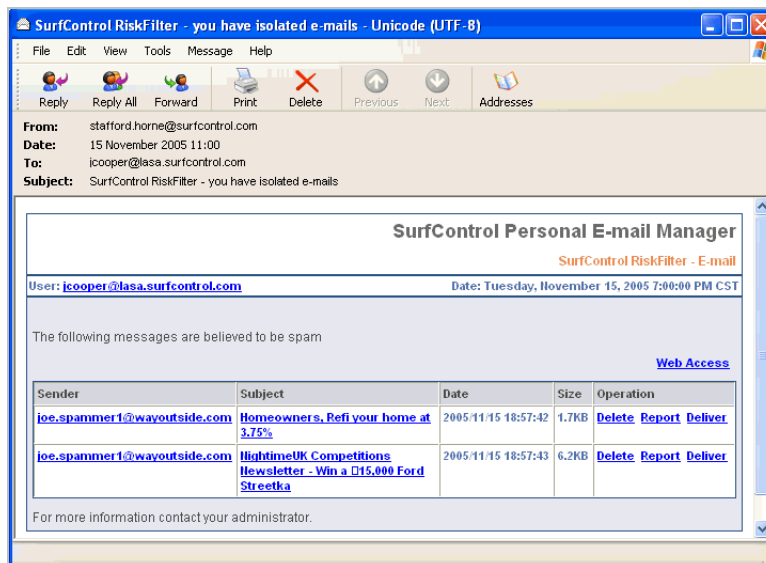 SurfControl RiskFilter - you have isolated e-mails - Unicode (UTF-8)
File Edit View Tools Message Help
Reply Reply All Forward Print Delete Previous Next Addresses
From: stafford.horne@surfcontrol.com
Date: 15 November 2005 11:00
To: jcooper@lasa.surfcontrol.com
Subject: SurfControl RiskFilter - you have isolated e-mails
SurfControl Personal E-mail Manager
SurfControl RiskFilter - E-mail
User: jcooper@lasa.surfcontrol.com Date: Tuesday, November 15, 2005 7:00:00 PM CST
The following messages are believed to be spam
Web Access
Sender Subject Date Size Operation
joe.spammer1@wayoutside.com Homeowners, Refi your home at 2005/11/15 18:57:42 1.7KB Delete Report Deliver
3.75%
joe.spammer1@wayoutside.com NightimeUK Competitions 2005/11/15 18:57:43 6.2KB Delete Report Deliver
Newsletter - Win a □15,000 Ford
Streetka
For more information contact your administrator.